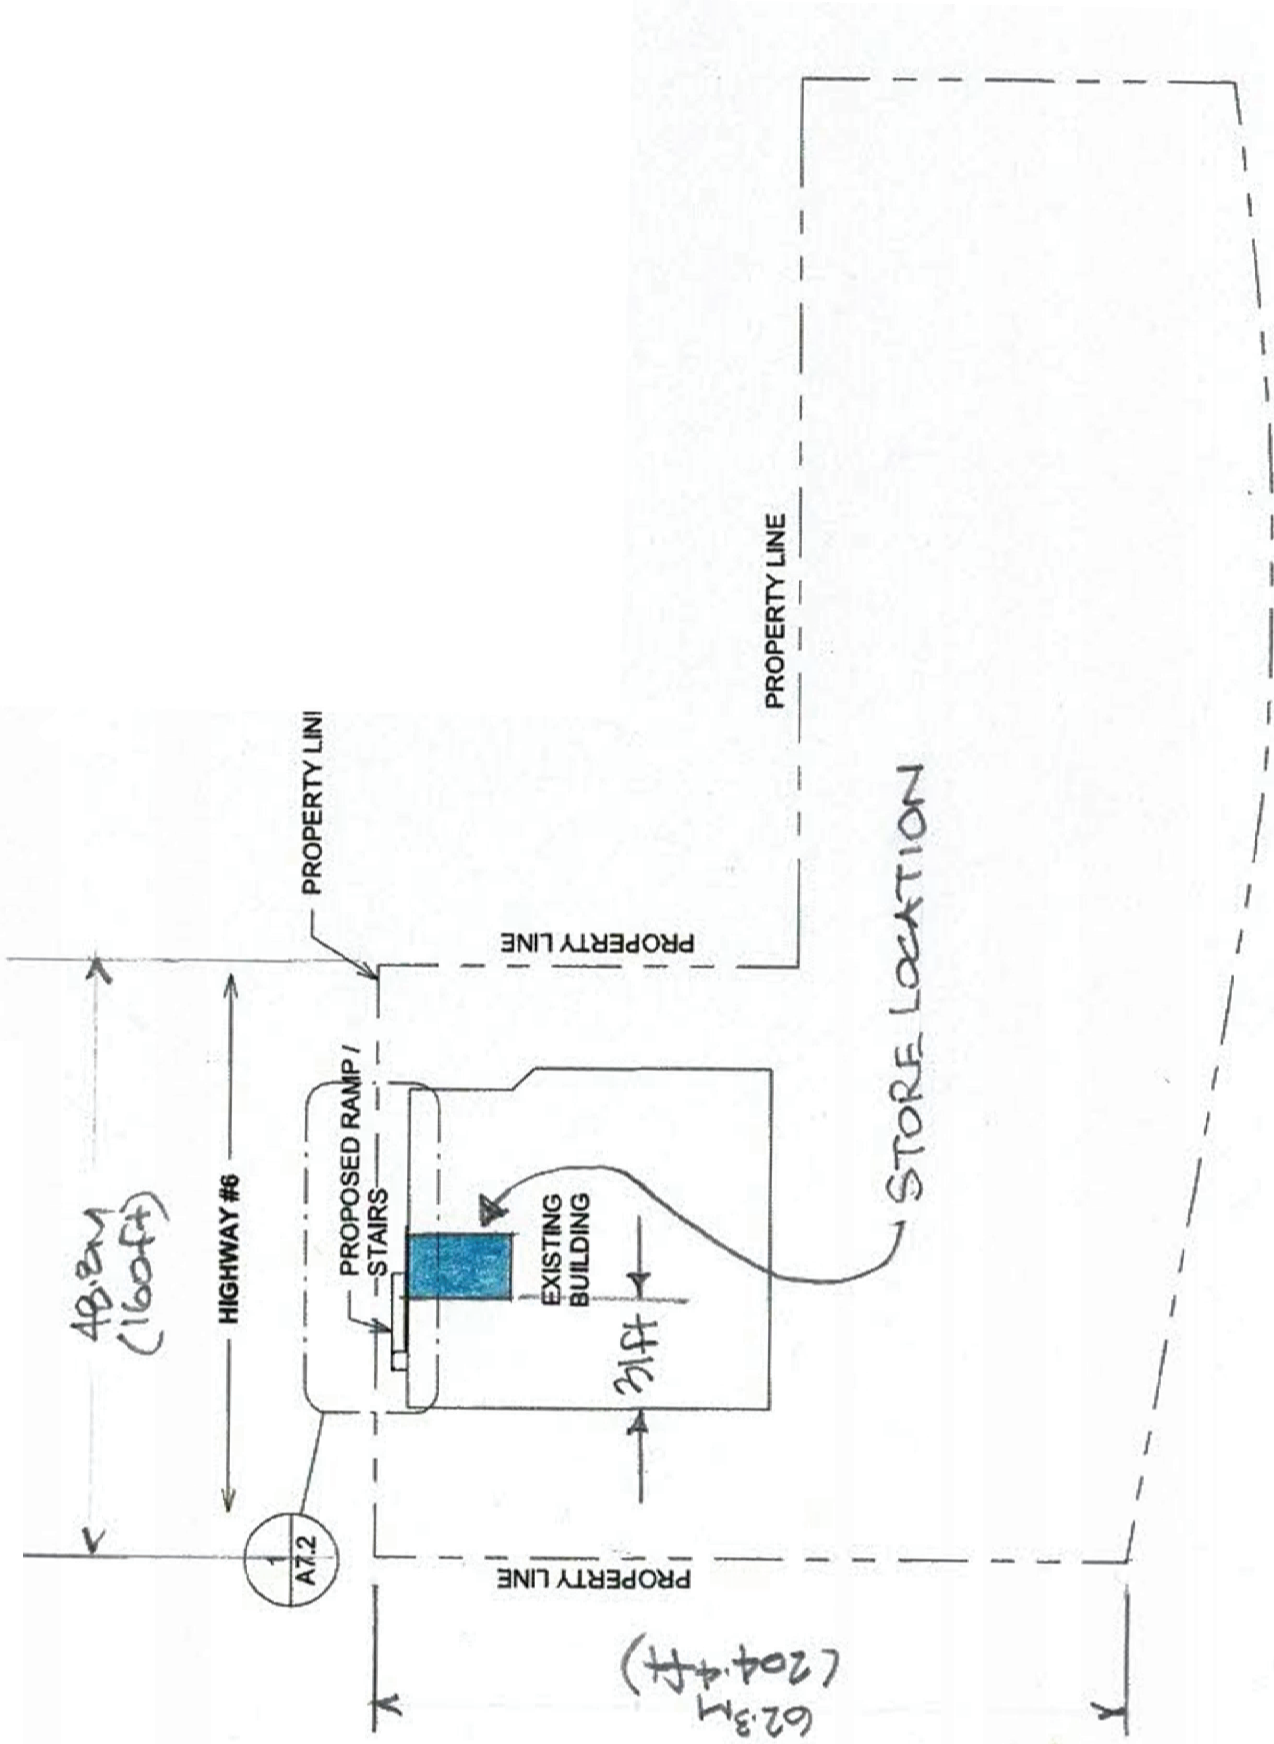 48.8M
(160ft)
HIGHWAY #6
PROPERTY LIN
1
A7.2
PROPOSED RAMP /
STAIRS
PROPERTY LINE
PROPERTY LINE
PROPERTY LINE
EXISTING
BUILDING
31ft
STORE LOCATION
62.3M
(204.4ft)